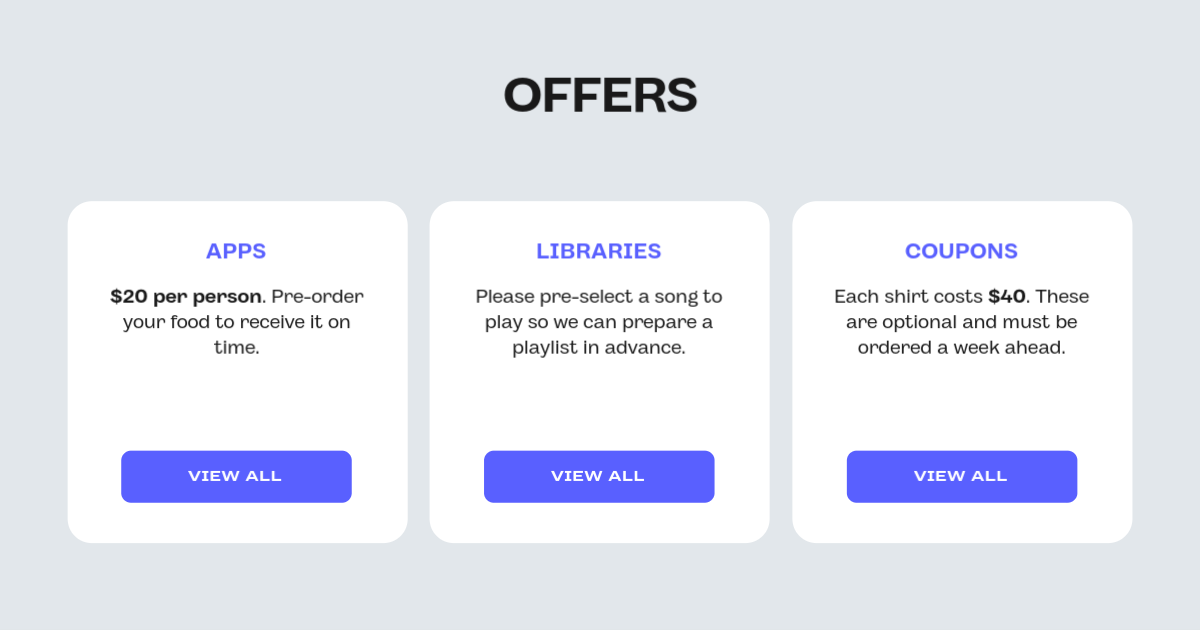 OFFERS
APPS
$20 per person. Pre-order
your food to receive it on
time.
VIEW ALL
LIBRARIES
Please pre-select a song to
play so we can prepare a
playlist in advance.
VIEW ALL
COUPONS
Each shirt costs $40. These
are optional and must be
ordered a week ahead.
VIEW ALL